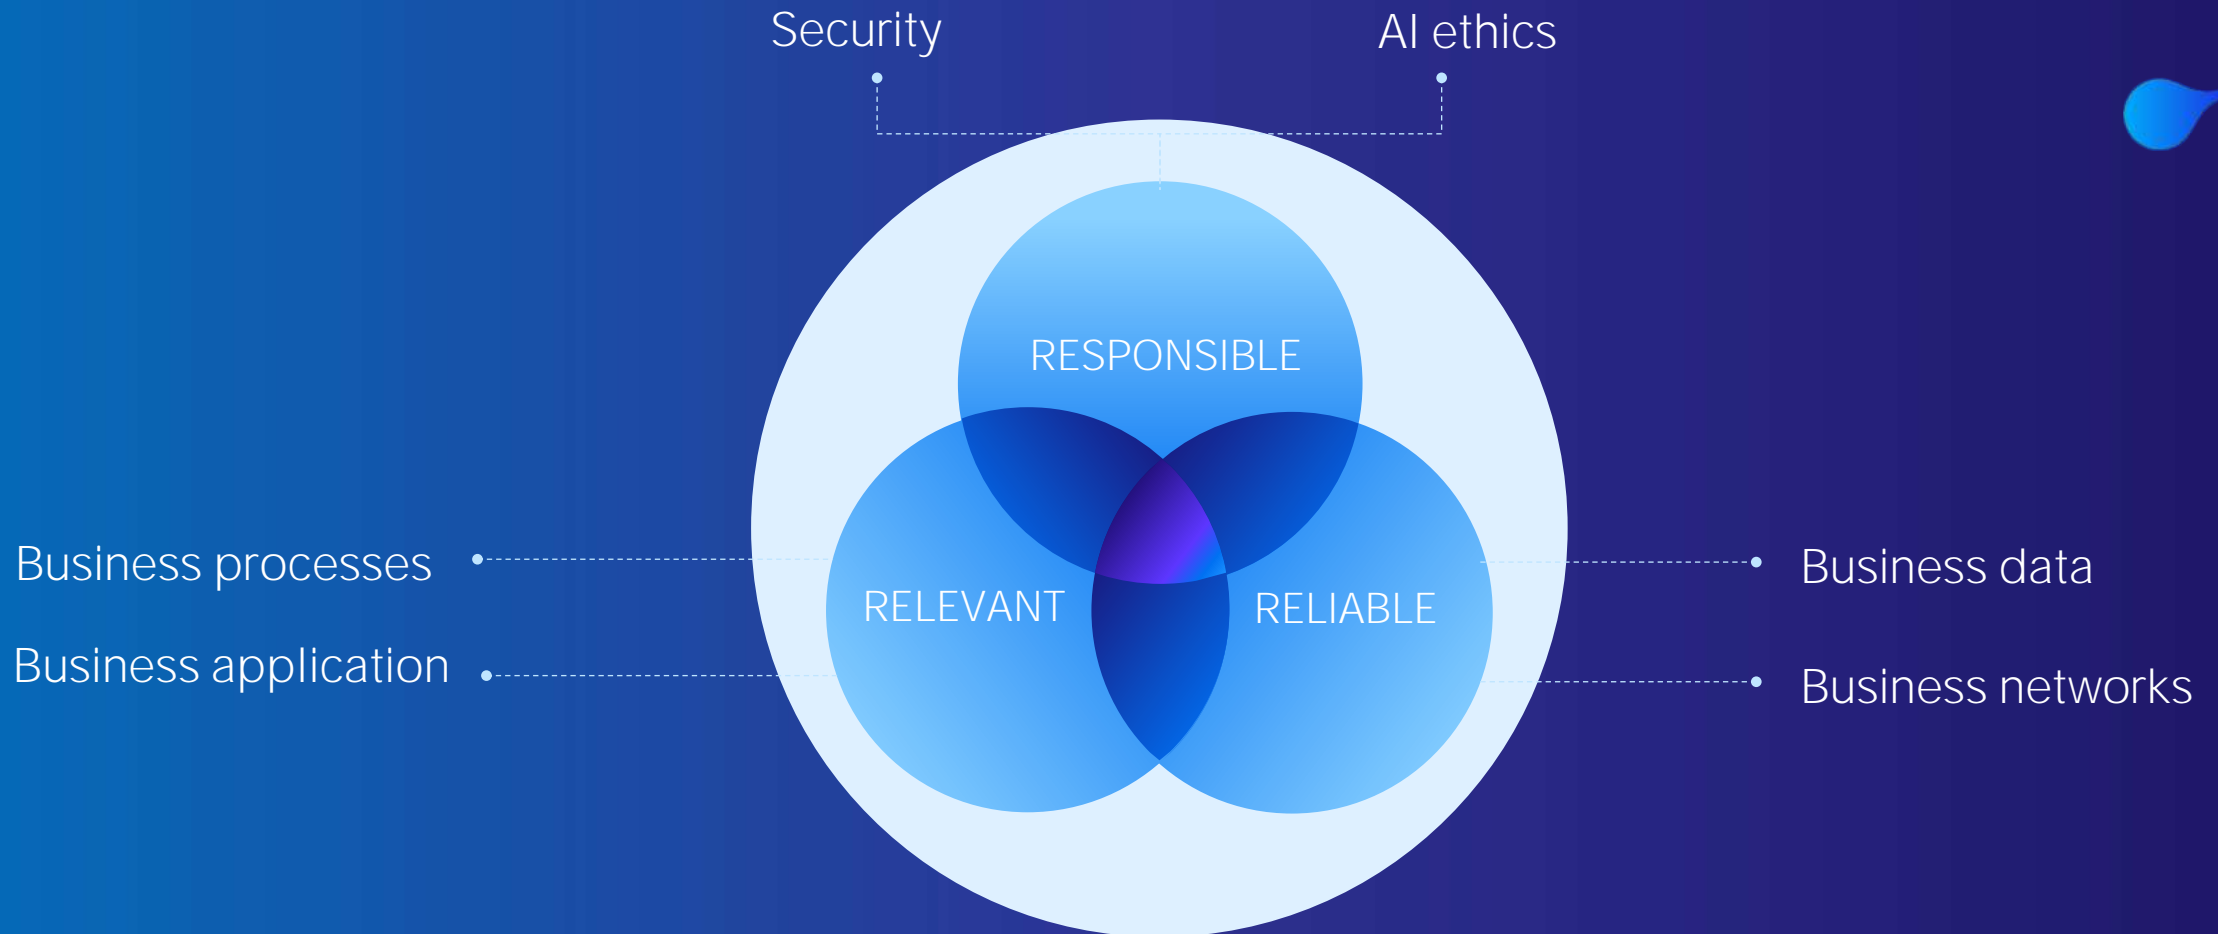 Security
AI ethics
RESPONSIBLE
Business processes
Business data
RELEVANT
RELIABLE
Business application
Business networks